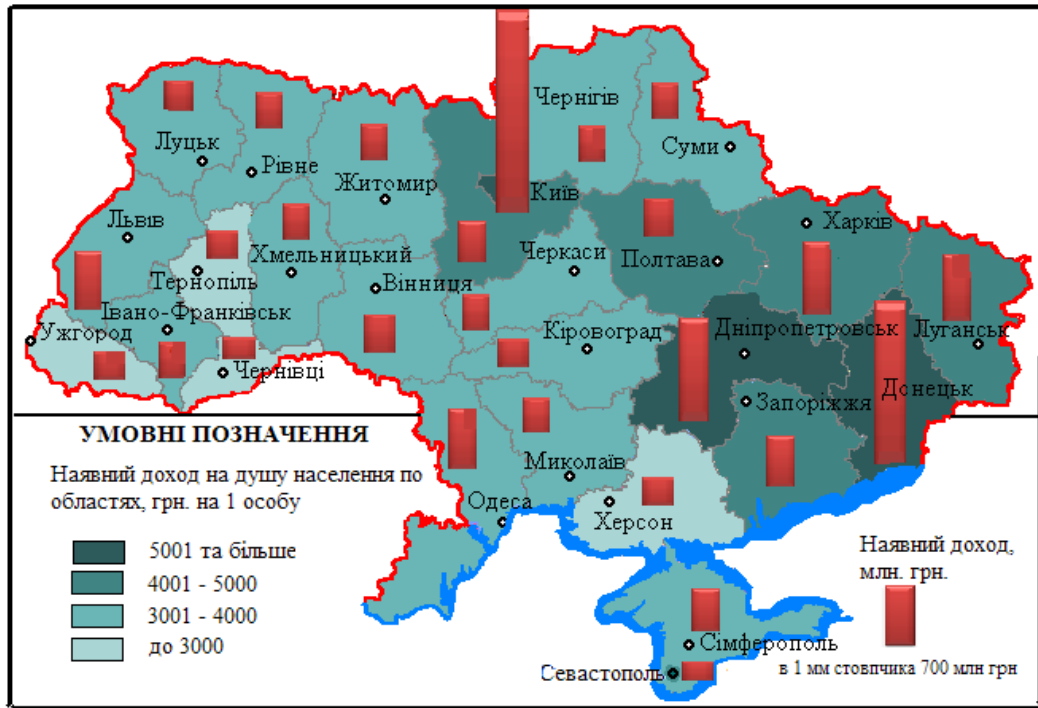 Чернігів
Луцьк
Рівне
Суми
Житомир
Київ
Львів
Харків
Хмельницький
Черкаси
Полтава
Тернопіль
Вінниця
Івано-Франківськ
Ужгород
Кіровоград
Дніпропетровськ
Луганськ
Чернівці
Донецьк
Запоріжжя
УМОВНІ ПОЗНАЧЕННЯ
Наявний доход на душу населення по
областях, грн. на 1 особу
5001 та більше
4001 - 5000
3001 - 4000
до 3000
Миколаїв
Одеса
Херсон
Наявний доход,
млн. грн.
Сімферополь
Севастополь
в 1 мм стовпчика 700 млн грн